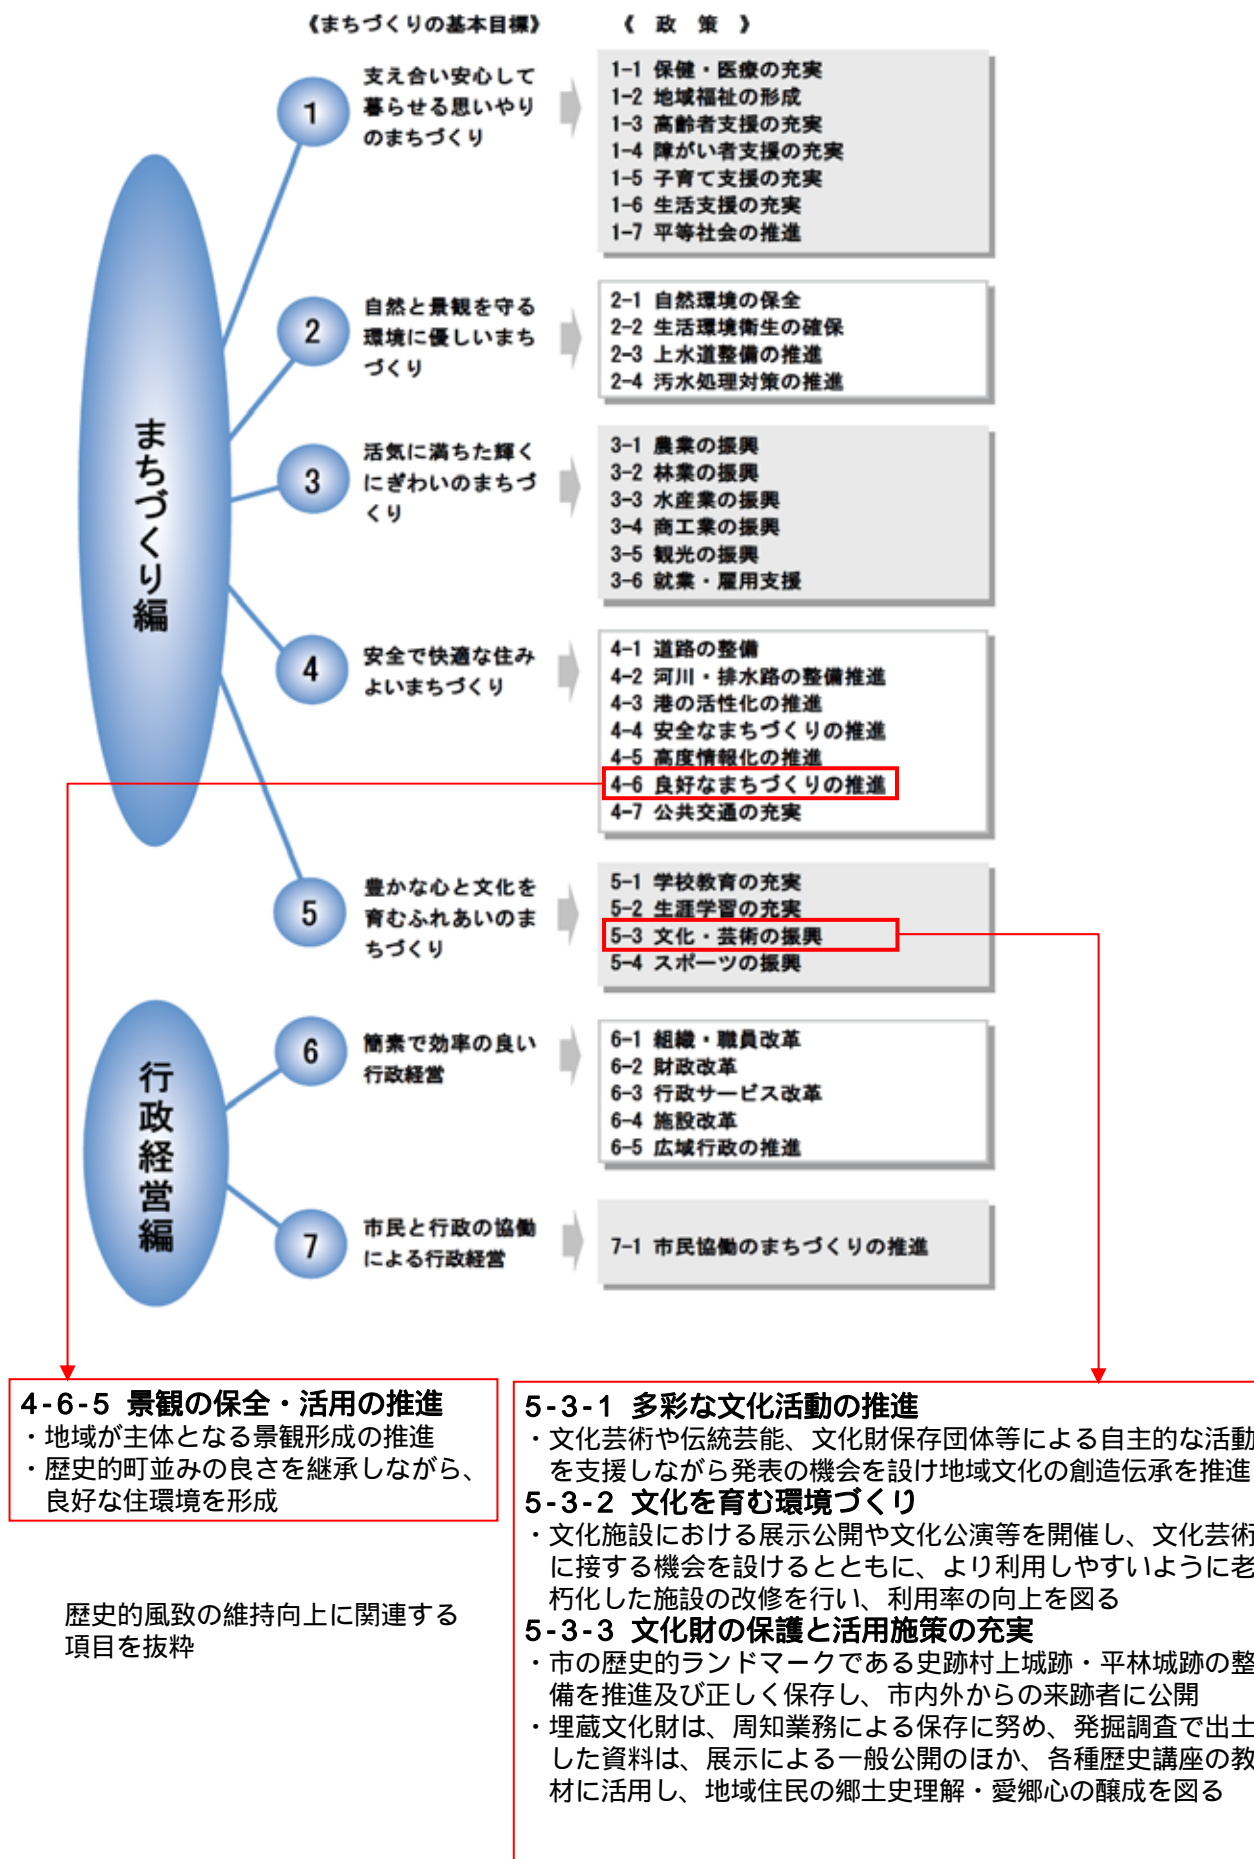 《まちづくりの基本目標》
《 政 策 》
まちづくり編
1
支え合い安心して
暮らせる思いやり
のまちづくり
1-1 保健・医療の充実
1-2 地域福祉の形成
1-3 高齢者支援の充実
1-4 障がい者支援の充実
1-5 子育て支援の充実
1-6 生活支援の充実
1-7 平等社会の推進
2
自然と景観を守る
環境に優しいまち
づくり
2-1 自然環境の保全
2-2 生活環境衛生の確保
2-3 上水道整備の推進
2-4 汚水処理対策の推進
3
活気に満ちた輝く
にぎわいのまちづ
くり
3-1 農業の振興
3-2 林業の振興
3-3 水産業の振興
3-4 商工業の振興
3-5 観光の振興
3-6 就業・雇用支援
4
安全で快適な住み
よいまちづくり
4-1 道路の整備
4-2 河川・排水路の整備推進
4-3 港の活性化の推進
4-4 安全なまちづくりの推進
4-5 高度情報化の推進
4-6 良好なまちづくりの推進
4-7 公共交通の充実
5
豊かな心と文化を
育むふれあいのま
ちづくり
5-1 学校教育の充実
5-2 生涯学習の充実
5-3 文化・芸術の振興
5-4 スポーツの振興
行政経営編
6
簡素で効率の良い
行政経営
6-1 組織・職員改革
6-2 財政改革
6-3 行政サービス改革
6-4 施設改革
6-5 広域行政の推進
7
市民と行政の協働
による行政経営
7-1 市民協働のまちづくりの推進
4-6-5 景観の保全・活用の推進
・地域が主体となる景観形成の推進
・歴史的町並みの良さを継承しながら、
良好な住環境を形成
歴史的風致の維持向上に関連する
項目を抜粋
5-3-1 多彩な文化活動の推進
・文化芸術や伝統芸能、文化財保存団体等による自主的な活動
を支援しながら発表の機会を設け地域文化の創造伝承を推進
5-3-2 文化を育む環境づくり
・文化施設における展示公開や文化公演等を開催し、文化芸術
に接する機会を設けるとともに、より利用しやすいように老
朽化した施設の改修を行い、利用率の向上を図る
5-3-3 文化財の保護と活用施策の充実
・市の歴史的ランドマークである史跡村上城跡・平林城跡の整
備を推進及び正しく保存し、市内外からの来跡者に公開
・埋蔵文化財は、周知業務による保存に努め、発掘調査で出土
した資料は、展示による一般公開のほか、各種歴史講座の教
材に活用し、地域住民の郷土史理解・愛郷心の醸成を図る